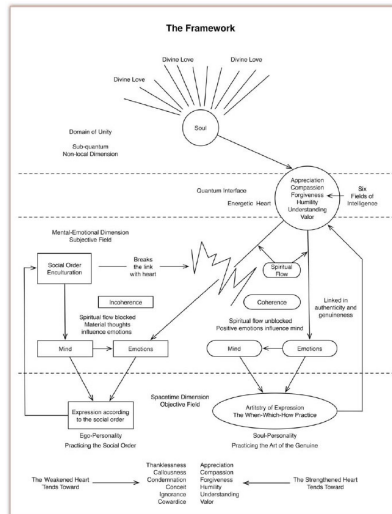 The Framework
Divine Love
Divine Love
Divine Love
Divine Love
Soul
Domain of Unity
Sub-quantum
Non-local Dimension
Quantum Interface
Energetic Heart
Appreciation
Compassion
Forgiveness
Humility
Understanding
Valor
Six
Fields of
Intelligence
Mental-Emotional Dimension
Subjective Field
Social Order
Enculturation
Breaks
the link
with heart
Spiritual
Flow
Incoherence
Coherence
Linked in
authenticity and
genuineness
Spiritual flow blocked
Material thoughts
influence emotions
Spiritual flow unblocked
Positive emotions influence mind
Mind
Emotions
Mind
Emotions
Spacetime Dimension
Objective Field
Expression according
to the social order
Artistry of Expression
The When-Which-How Practice
Ego-Personality
Soul-Personality
Practicing the Social Order
Practicing the Art of the Genuine
The Weakened Heart
Tends Toward
Thanklessness
Callousness
Condemnation
Conceit
Ignorance
Cowardice
Appreciation
Compassion
Forgiveness
Humility
Understanding
Valor
The Strengthened Heart
Tends Toward